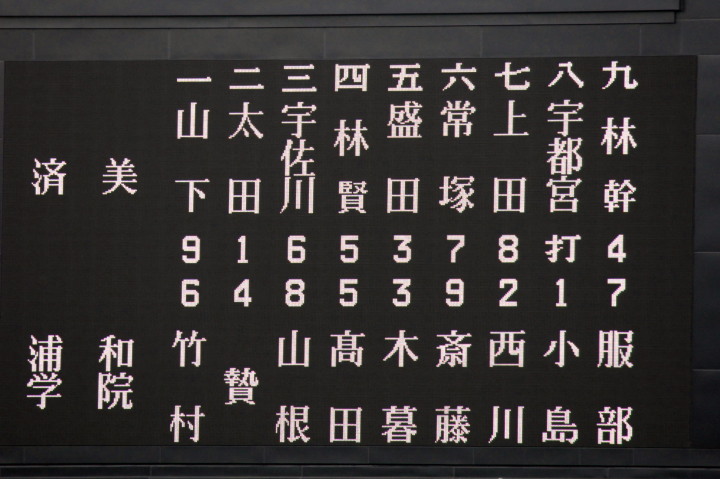 一 二 三 四 五 六 七 八 九
済美 山下 太田 宇佐川 林賢 盛田 常塚 上田 宇都宮 林幹
9 1 6 5 3 7 8 打 4
6 4 8 5 3 9 2 1 7
浦和学院 竹村 贄 山根 髙田 木暮 斎藤 西川 小島 服部